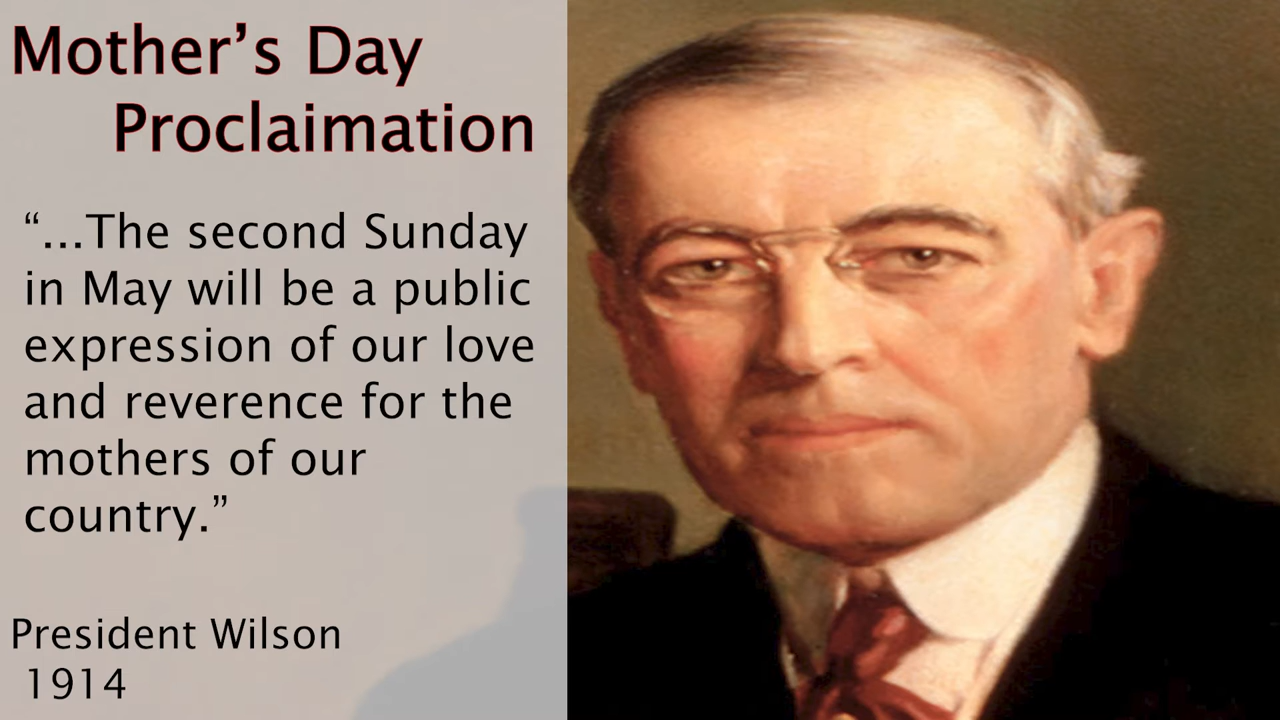 Mother’s Day
Proclaimation
“...The second Sunday
in May will be a public
expression of our love
and reverence for the
mothers of our
country.”
President Wilson
1914